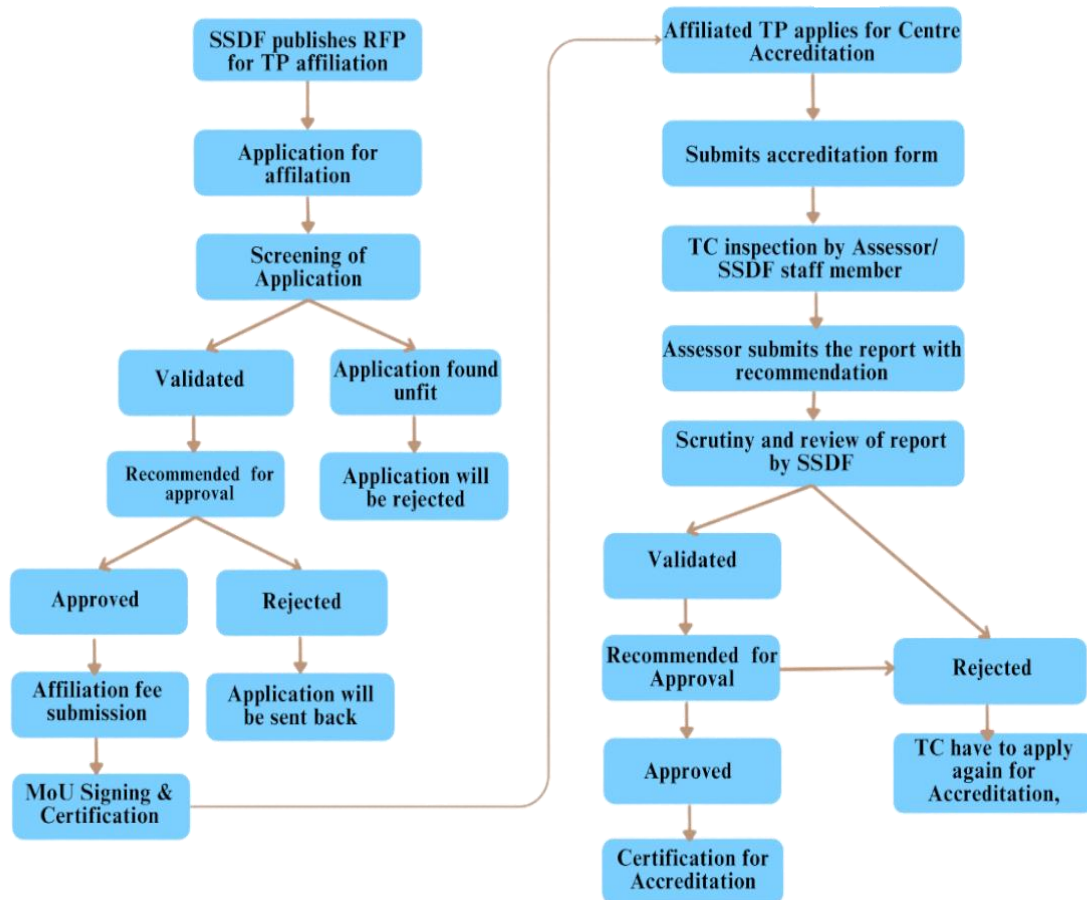 SSDF publishes RFP
for TP affiliation
Application for
affilation
Screening of
Application
Validated
Application found
unfit
Recommended for
approval
Application will
be rejected
Approved
Rejected
Affiliation fee
submission
Application will
be sent back
MoU Signing &
Certification
Affiliated TP applies for Centre
Accreditation
Submits accreditation form
TC inspection by Assessor/
SSDF staff member
Assessor submits the report with
recommendation
Scrutiny and review of report
by SSDF
Validated
Recommended for
Approval
Rejected
Approved
TC have to apply
again for
Accreditation,
Certification for
Accreditation